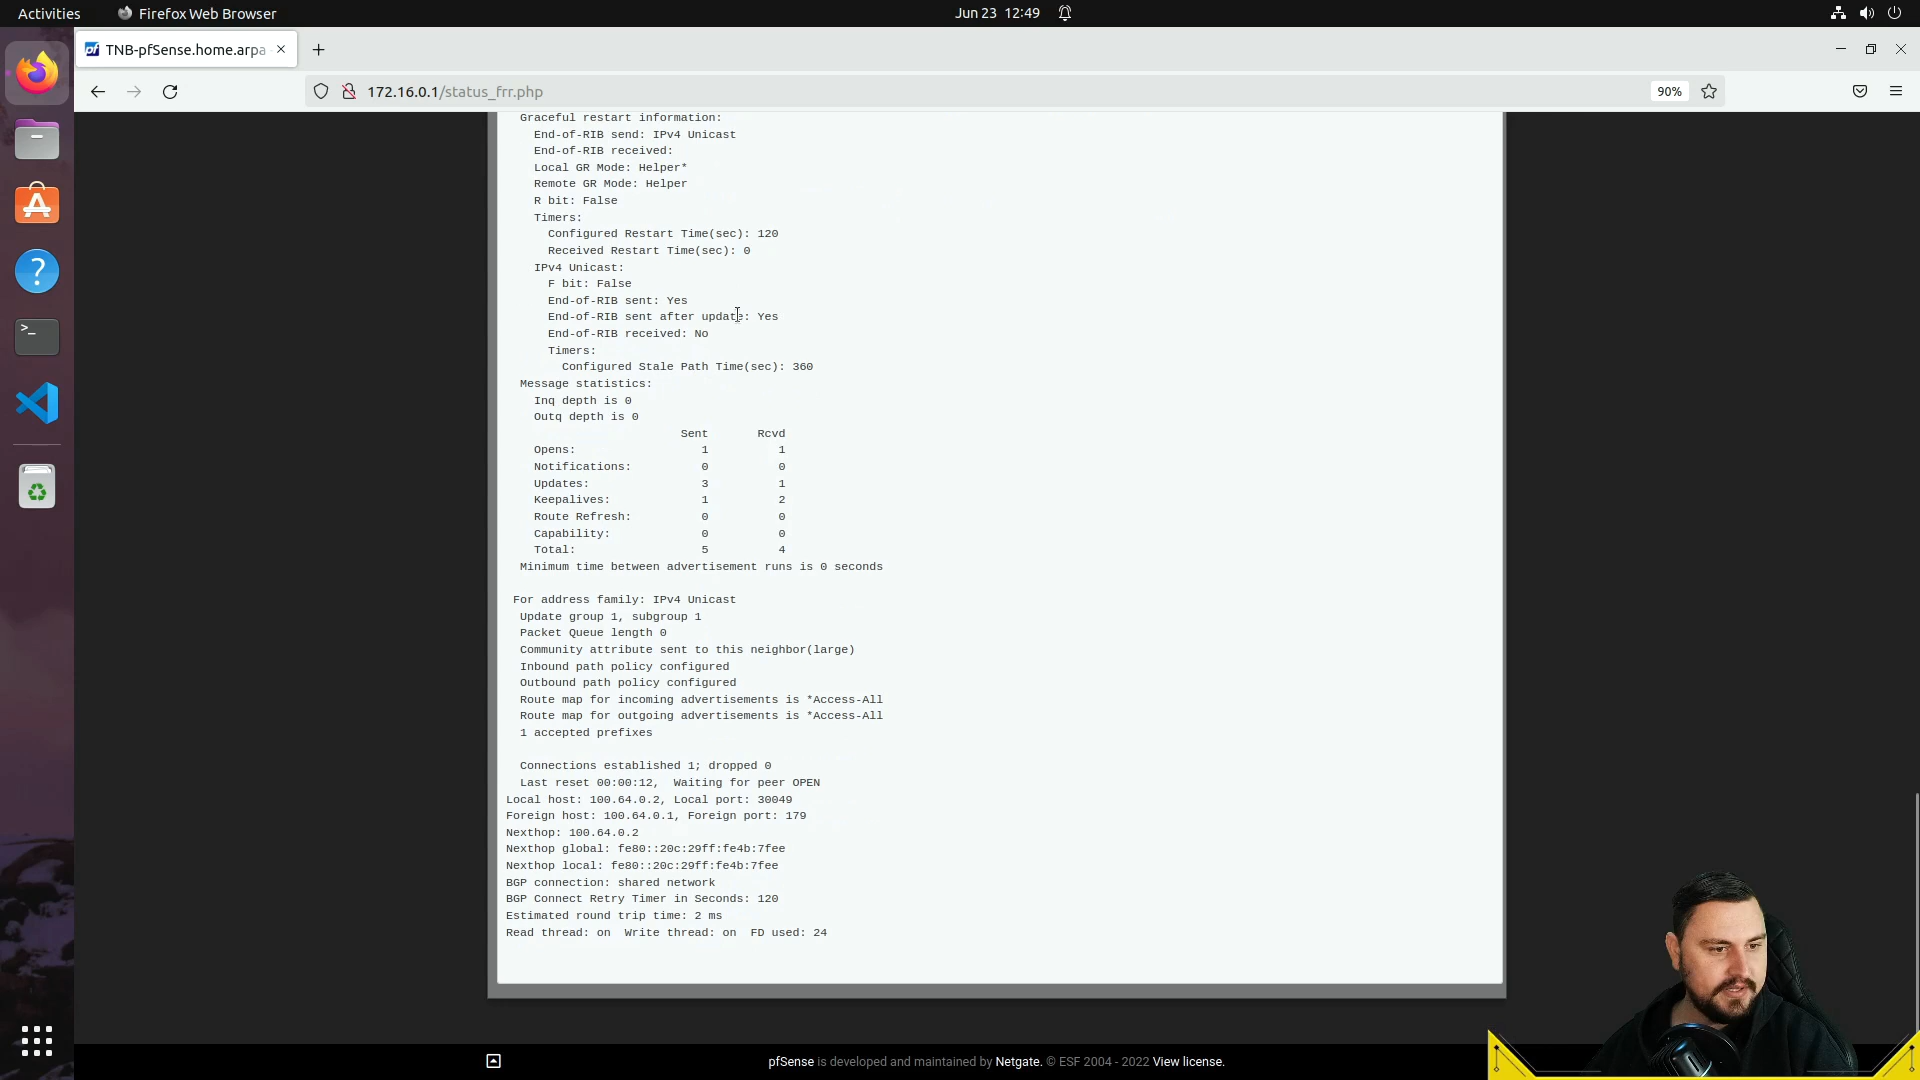 Activities
Firefox Web Browser
Jun 23 12:49
TNB-pfSense.home.arpa
172.16.0.1/status_frr.php
90%
Graceful restart information:
End-of-RIB send: IPv4 Unicast
End-of-RIB received:
Local GR Mode: Helper*
Remote GR Mode: Helper
R bit: False
Timers:
Configured Restart Time(sec): 120
Received Restart Time(sec): 0
IPv4 Unicast:
F bit: False
End-of-RIB sent: Yes
End-of-RIB sent after update: Yes
End-of-RIB received: No
Timers:
Configured Stale Path Time(sec): 360
Message statistics:
Inq depth is 0
Outq depth is 0
Sent Rcvd
Opens: 1 1
Notifications: 0 0
Updates: 3 1
Keepalives: 1 2
Route Refresh: 0 0
Capability: 0 0
Total: 5 4
Minimum time between advertisement runs is 0 seconds
For address family: IPv4 Unicast
Update group 1, subgroup 1
Packet Queue length 0
Community attribute sent to this neighbor(large)
Inbound path policy configured
Outbound path policy configured
Route map for incoming advertisements is *Access-All
Route map for outgoing advertisements is *Access-All
1 accepted prefixes
Connections established 1; dropped 0
Last reset 00:00:12,  Waiting for peer OPEN
Local host: 100.64.0.2, Local port: 30049
Foreign host: 100.64.0.1, Foreign port: 179
Nexthop: 100.64.0.2
Nexthop global: fe80::20c:29ff:fe4b:7fee
Nexthop local: fe80::20c:29ff:fe4b:7fee
BGP connection: shared network
BGP Connect Retry Timer in Seconds: 120
Estimated round trip time: 2 ms
Read thread: on  Write thread: on  FD used: 24
pfSense is developed and maintained by Netgate. © ESF 2004 - 2022 View license.